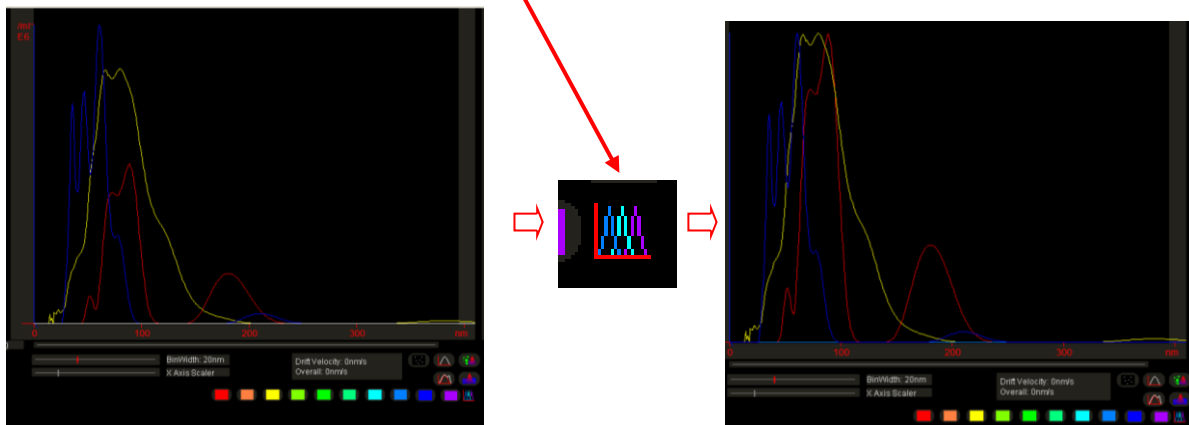 E6
0 100 200 300 nm
BinWidth: 20nm
X Axis Scaler
Drift Velocity: 0nm/s
Overall: 0nm/s
0 100 200 300 nm
BinWidth: 20nm
X Axis Scaler
Drift Velocity: 0nm/s
Overall: 0nm/s